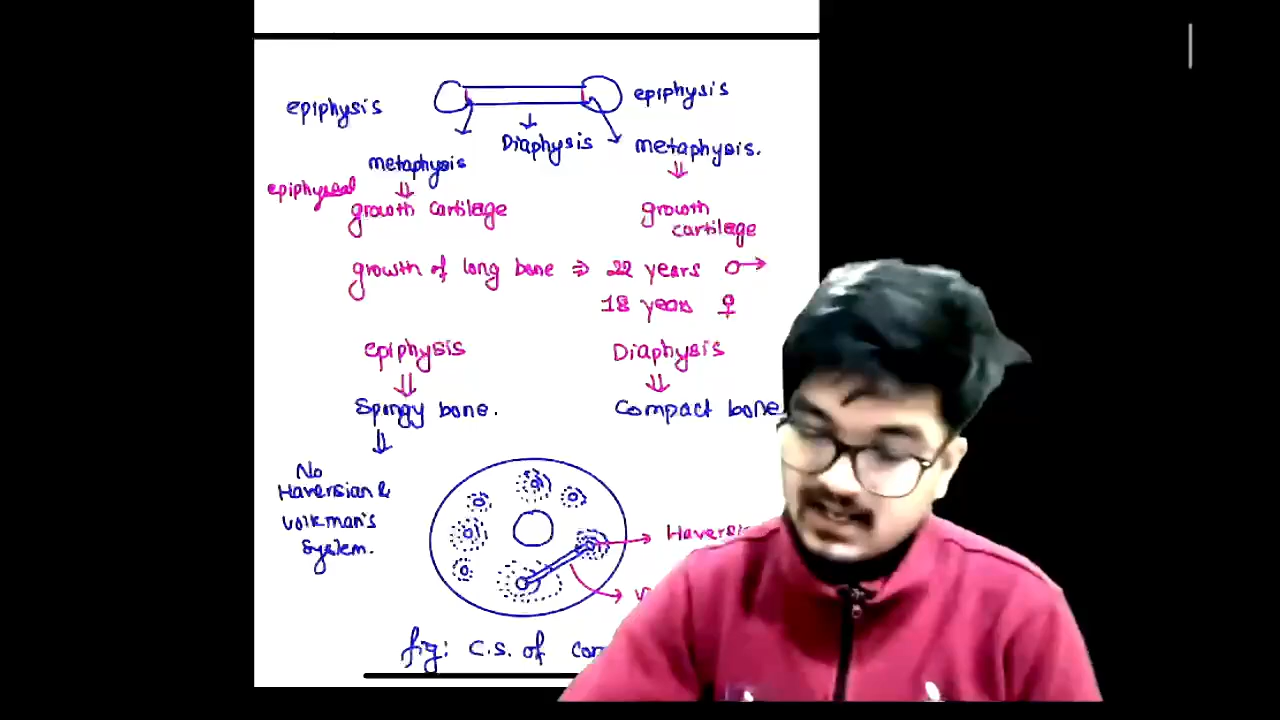 epiphysis
epiphysis
Diaphysis
metaphysis.
metaphysis
epiphyseal
growth cartilage
growth
cartilage
growth of long bone ⇒ 22 years ♂
18 years ♀
epiphysis
Diaphysis
⇓
⇓
Spongy bone.
Compact bone
⇓
No
Haversian &
Volkman's
System.
Haversi
V
fig: C.S. of com